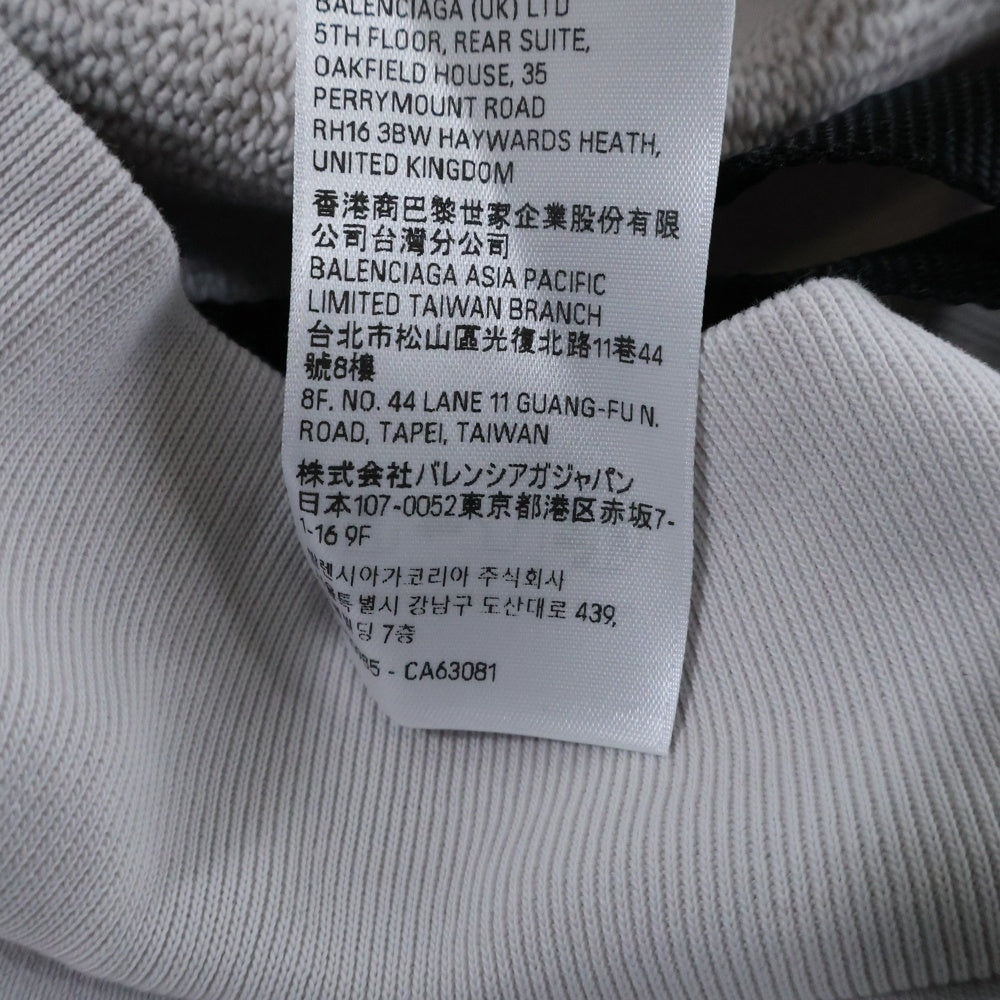 BALENCIAGA (UK) LTD
5TH FLOOR, REAR SUITE,
OAKFIELD HOUSE, 35
PERRYMOUNT ROAD
RH16 3BW HAYWARDS HEATH,
UNITED KINGDOM
香港商巴黎世家企業股份有限
公司台灣分公司
BALENCIAGA ASIA PACIFIC
LIMITED TAIWAN BRANCH
台北市松山區光復北路11巷44
號8樓
8F. NO. 44 LANE 11 GUANG-FU N.
ROAD, TAPEI, TAIWAN
株式会社バレンシアガジャパン
日本107-0052東京都港区赤坂7-
1-16 9F
발렌시아가코리아 주식회사
별시 강남구 도산대로 439,
7층
- CA63081